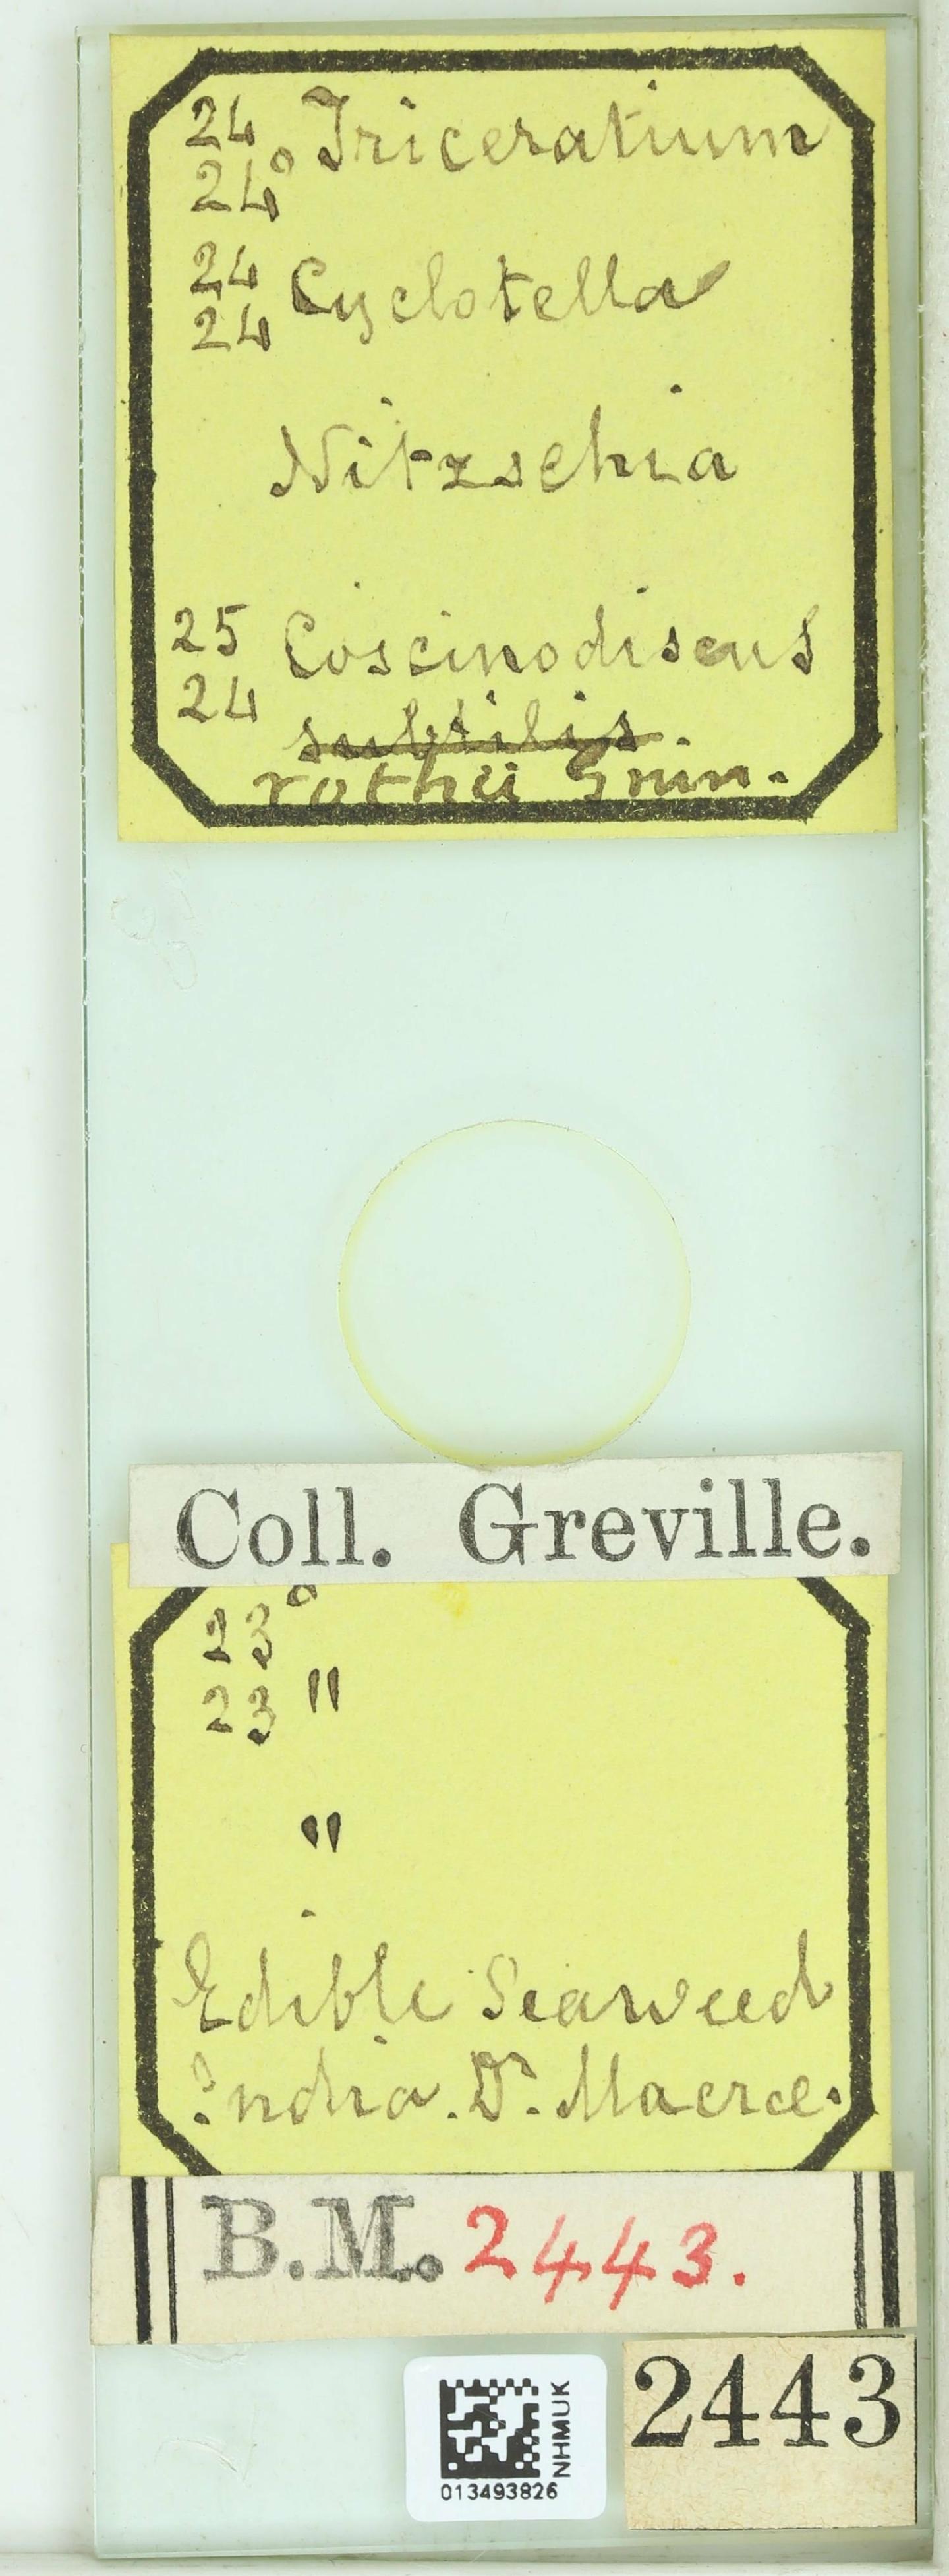 24 Triceratium
24°
24 Cyclotella
24
Nitzschia
25 Coscinodiscus
24 subtilis.
rothii Grun.
Coll. Greville.
23°
23 "
"
Edible Seaweed
India. Dr. Macrae.
B.M. 2443.
NHMUK
013493826
2443